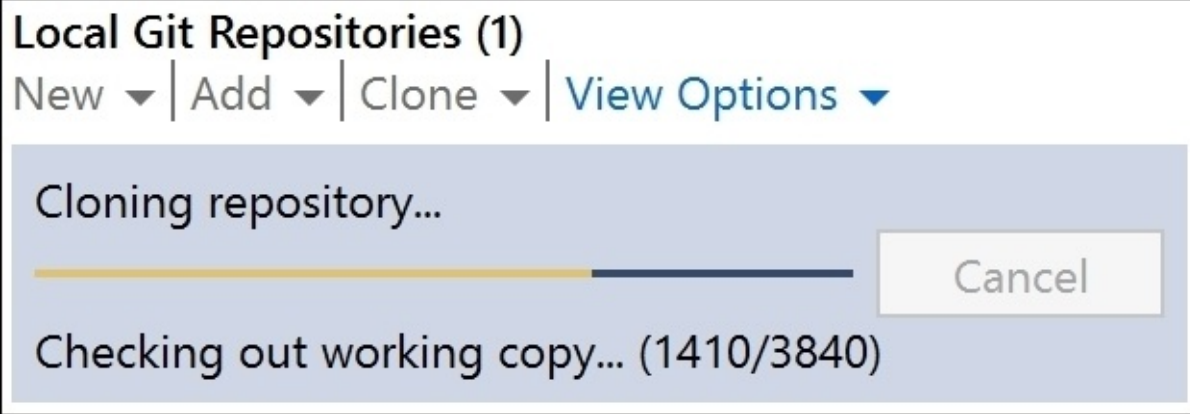 Local Git Repositories (1)
New | Add | Clone | View Options
Cloning repository...
Cancel
Checking out working copy... (1410/3840)